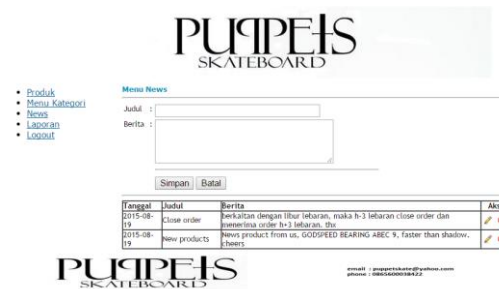 PUPPETS
SKATEBOARD
Produk
Menu Kategori
News
Laporan
Logout
Menu News
Judul :
Berita :
Simpan Batal
Tanggal Judul Berita Aks
2015-08-19 Close order berkaitan dengan libur lebaran, maka h-3 lebaran close order dan menerima order h+3 lebaran. thx
2015-08-19 New products News product from us, GODSPEED BEARING ABEC 9, faster than shadow. cheers
PUPPETS
SKATEBOARD
email : puppetskate@yahoo.com
phone : 0865600038422